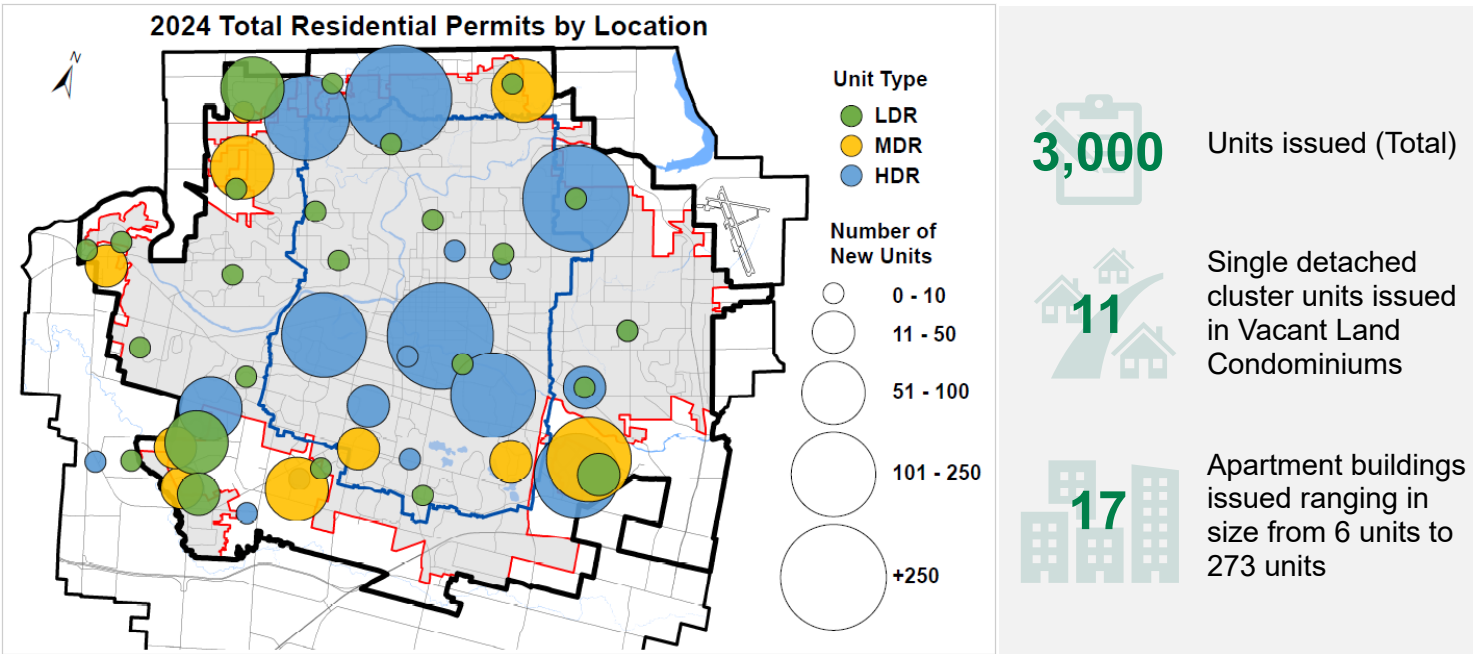 2024 Total Residential Permits by Location
N
Unit Type
LDR
MDR
HDR
Number of
New Units
0 - 10
11 - 50
51 - 100
101 - 250
+250
3,000
Units issued (Total)
11
Single detached
cluster units issued
in Vacant Land
Condominiums
17
Apartment buildings
issued ranging in
size from 6 units to
273 units